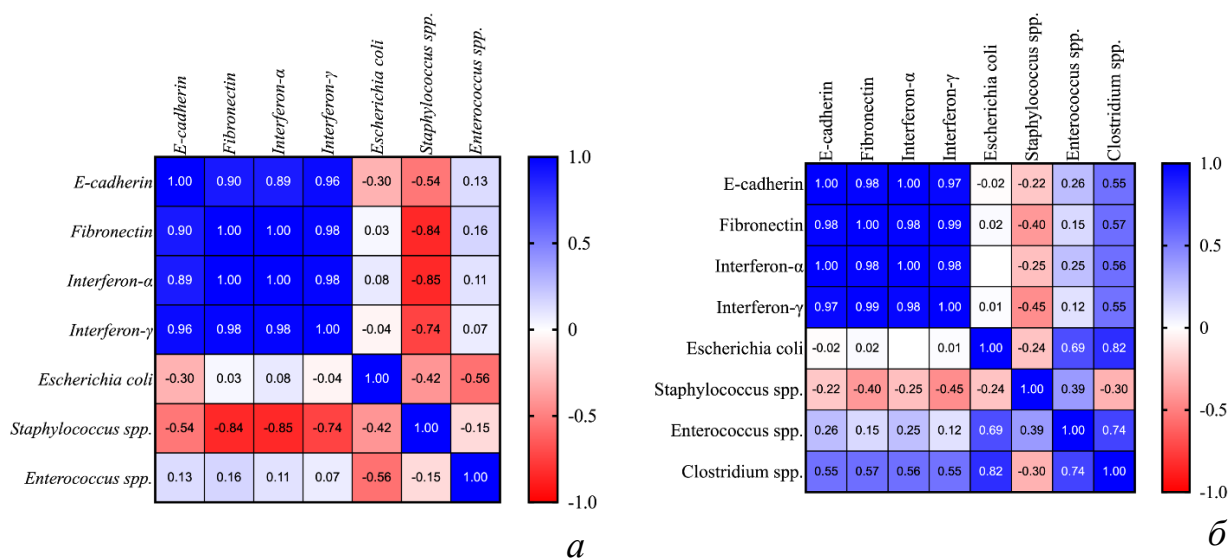 E-cadherin Fibronectin Interferon-α Interferon-γ Escherichia coli Staphylococcus spp. Enterococcus spp.
E-cadherin 1.00 0.90 0.89 0.96 -0.30 -0.54 0.13
Fibronectin 0.90 1.00 1.00 0.98 0.03 -0.84 0.16
Interferon-α 0.89 1.00 1.00 0.98 0.08 -0.85 0.11
Interferon-γ 0.96 0.98 0.98 1.00 -0.04 -0.74 0.07
Escherichia coli -0.30 0.03 0.08 -0.04 1.00 -0.42 -0.56
Staphylococcus spp. -0.54 -0.84 -0.85 -0.74 -0.42 1.00 -0.15
Enterococcus spp. 0.13 0.16 0.11 0.07 -0.56 -0.15 1.00
1.0
0.5
0
-0.5
-1.0
а
E-cadherin Fibronectin Interferon-α Interferon-γ Escherichia coli Staphylococcus spp. Enterococcus spp. Clostridium spp.
E-cadherin 1.00 0.98 1.00 0.97 -0.02 -0.22 0.26 0.55
Fibronectin 0.98 1.00 0.98 0.99 0.02 -0.40 0.15 0.57
Interferon-α 1.00 0.98 1.00 0.98 -0.25 0.25 0.56
Interferon-γ 0.97 0.99 0.98 1.00 0.01 -0.45 0.12 0.55
Escherichia coli -0.02 0.02 0.01 1.00 -0.24 0.69 0.82
Staphylococcus spp. -0.22 -0.40 -0.25 -0.45 -0.24 1.00 0.39 -0.30
Enterococcus spp. 0.26 0.15 0.25 0.12 0.69 0.39 1.00 0.74
Clostridium spp. 0.55 0.57 0.56 0.55 0.82 -0.30 0.74 1.00
1.0
0.5
0
-0.5
-1.0
б